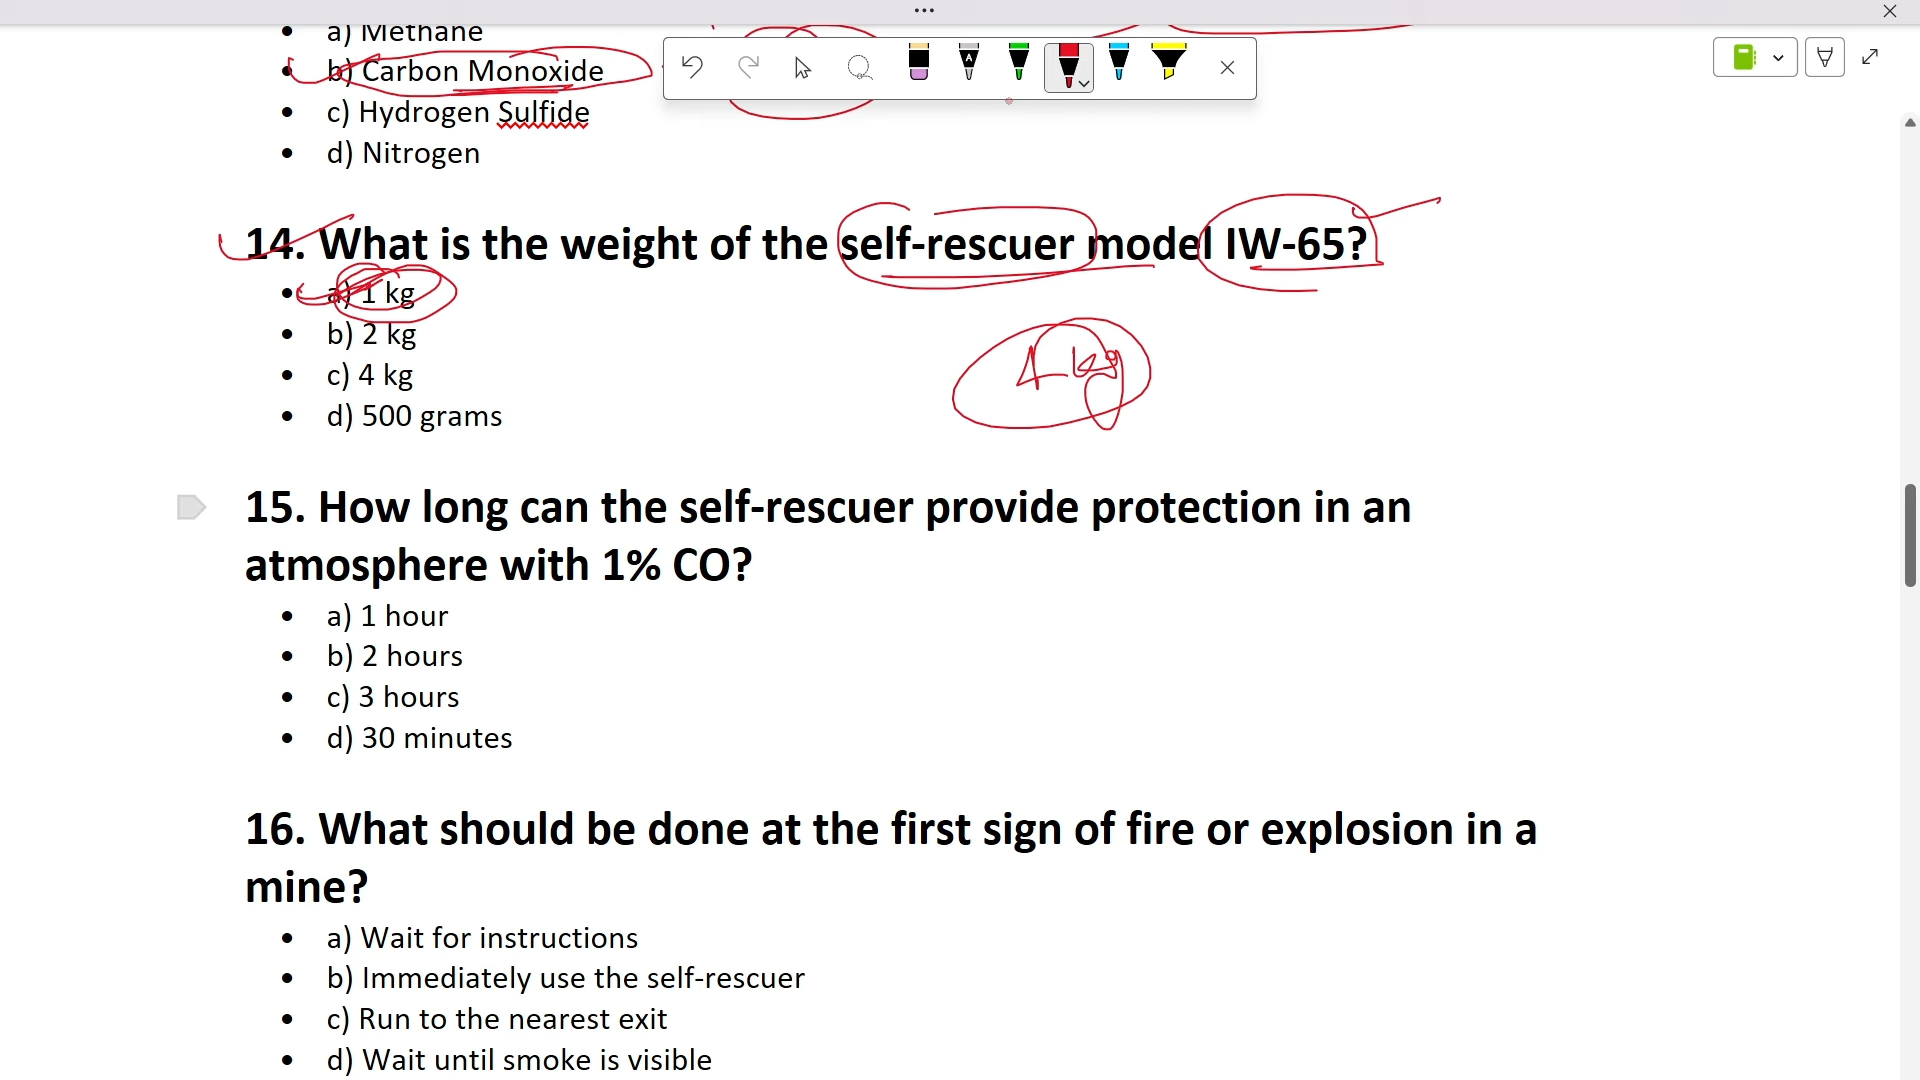 a) Methane
b) Carbon Monoxide
c) Hydrogen Sulfide
d) Nitrogen
14. What is the weight of the self-rescuer model IW-65?
a) 1 kg
b) 2 kg
c) 4 kg
d) 500 grams
1 kg
15. How long can the self-rescuer provide protection in an
atmosphere with 1% CO?
a) 1 hour
b) 2 hours
c) 3 hours
d) 30 minutes
16. What should be done at the first sign of fire or explosion in a
mine?
a) Wait for instructions
b) Immediately use the self-rescuer
c) Run to the nearest exit
d) Wait until smoke is visible